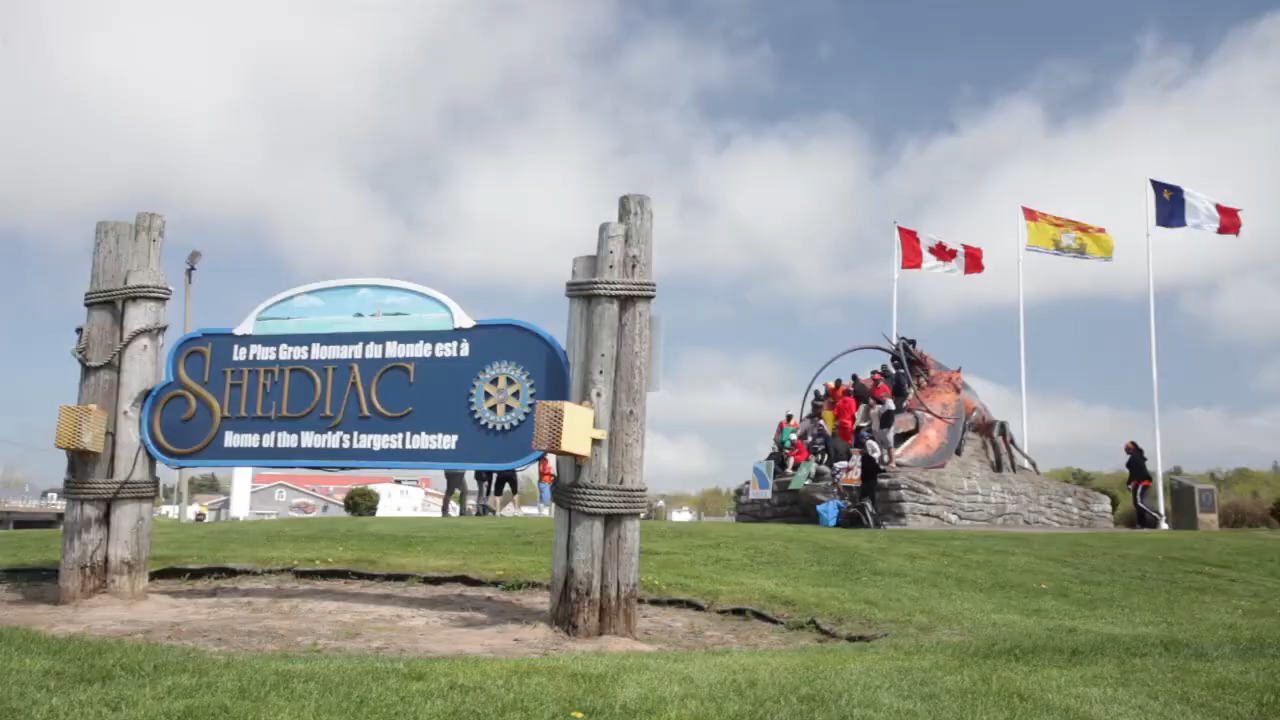 Le Plus Gros Homard du Monde est à
SHEDIAC
Home of the World's Largest Lobster